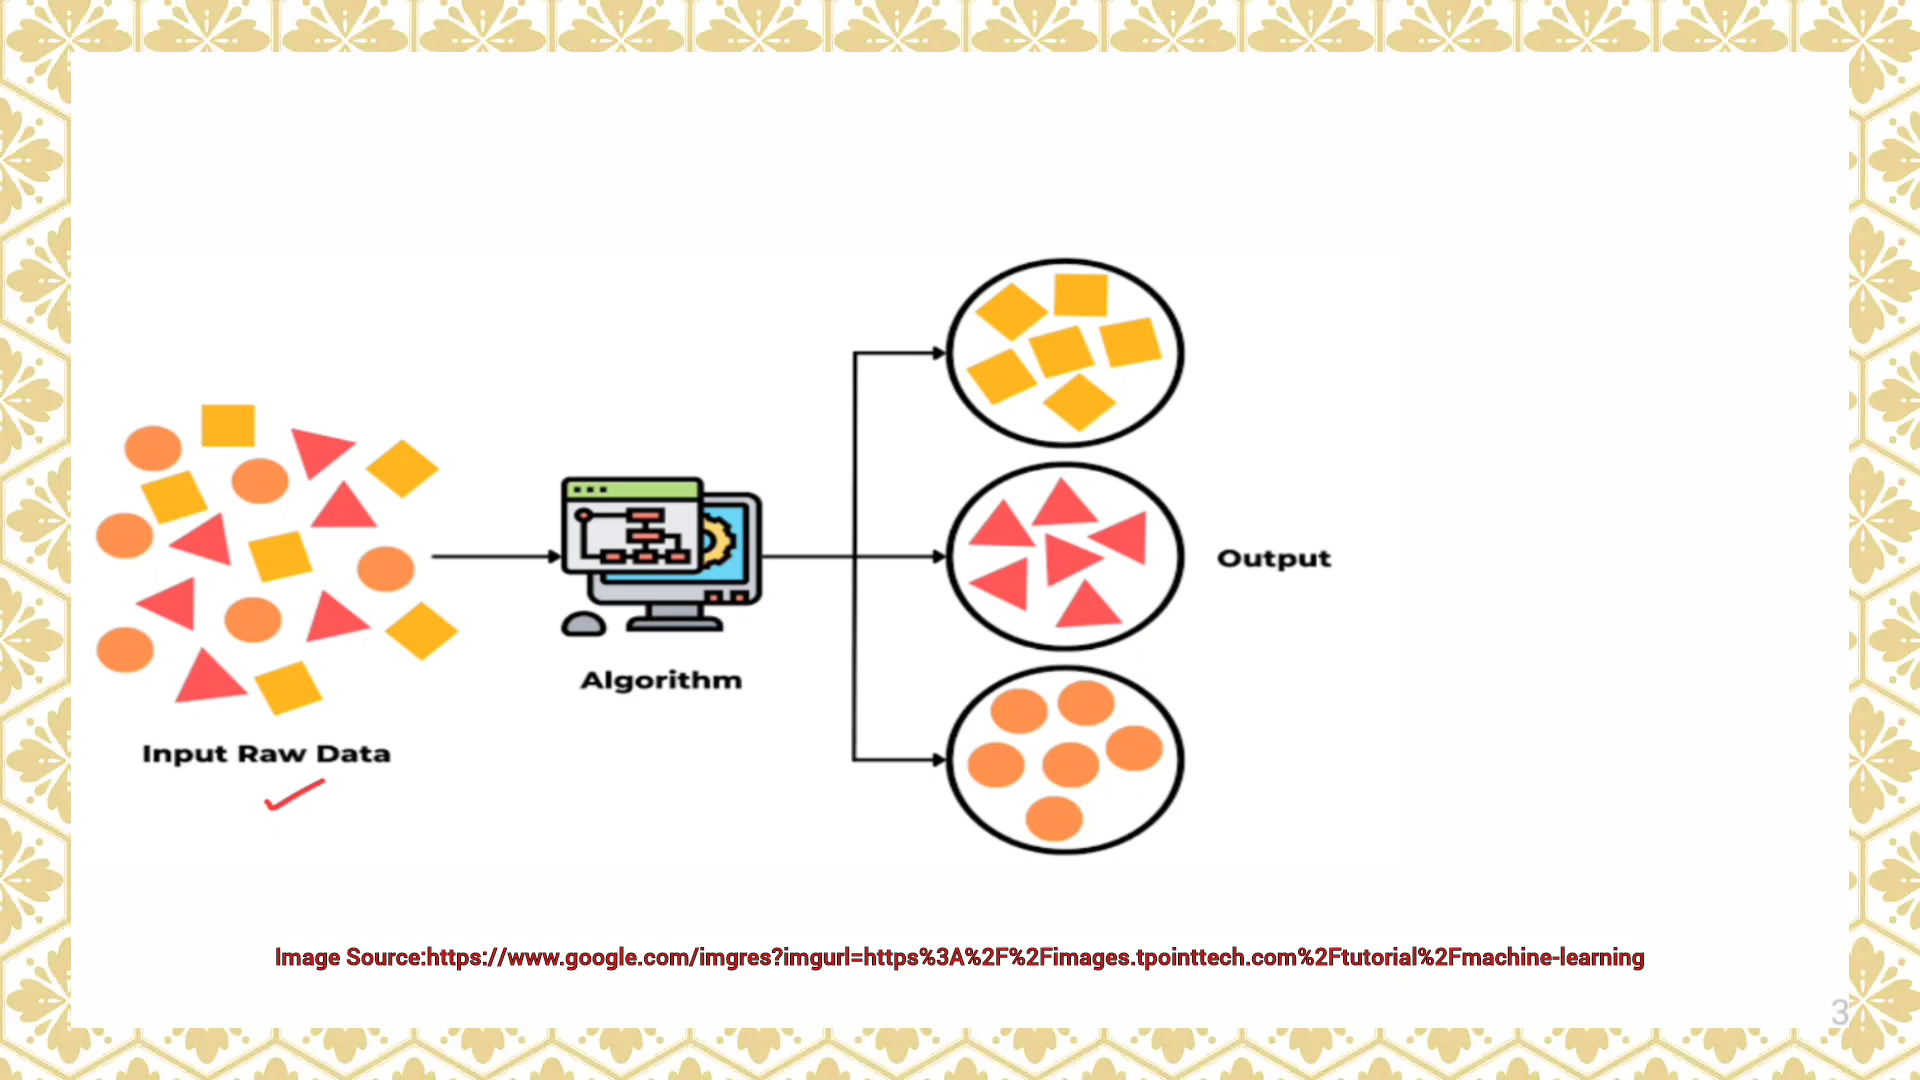 Output
Algorithm
Input Raw Data
Image Source:https://www.google.com/imgres?imgurl=https%3A%2F%2Fimages.tpointtech.com%2Ftutorial%2Fmachine-learning
3